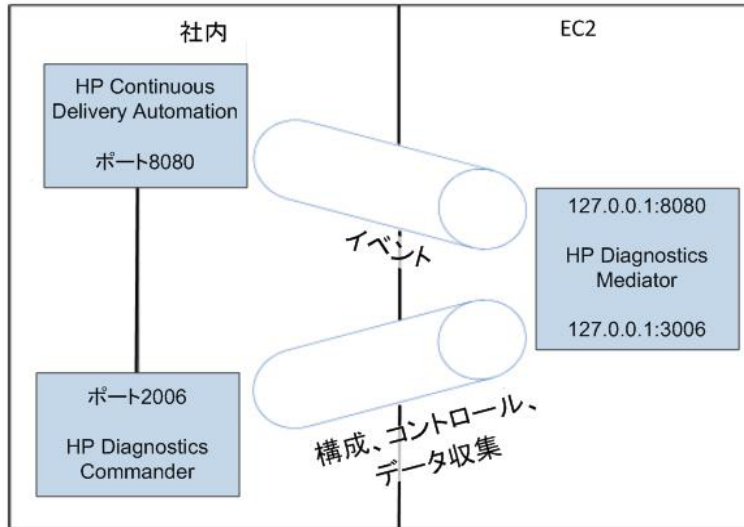 社内
EC2
HP Continuous
Delivery Automation
ポート8080
127.0.0.1:8080
HP Diagnostics
Mediator
127.0.0.1:3006
イベント
ポート2006
HP Diagnostics
Commander
構成、コントロール、
データ収集